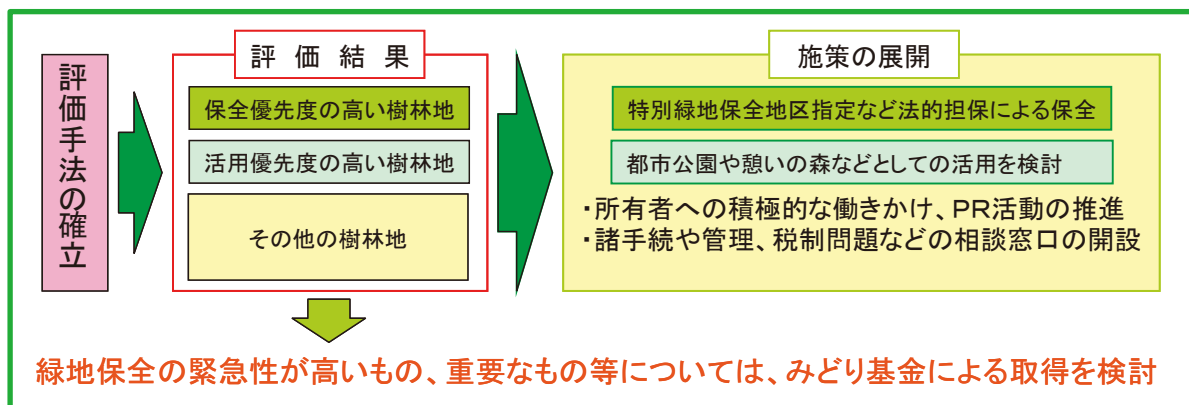 評価手法の確立
評価結果
保全優先度の高い樹林地
活用優先度の高い樹林地
その他の樹林地
施策の展開
特別緑地保全地区指定など法的担保による保全
都市公園や憩いの森などとしての活用を検討
・所有者への積極的な働きかけ、PR活動の推進
・諸手続や管理、税制問題などの相談窓口の開設
緑地保全の緊急性が高いもの、重要なもの等については、みどり基金による取得を検討